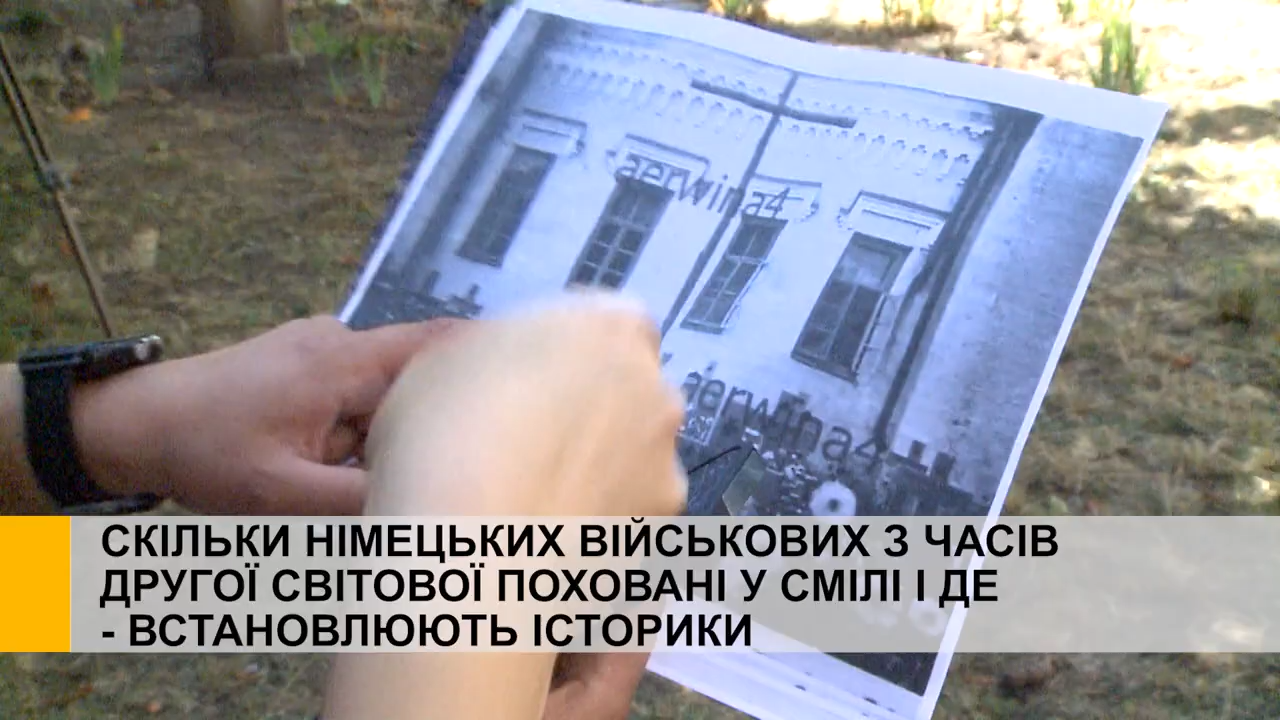 aerwina4
aerwina4
СКІЛЬКИ НІМЕЦЬКИХ ВІЙСЬКОВИХ З ЧАСІВ
ДРУГОЇ СВІТОВОЇ ПОХОВАНІ У СМІЛІ І ДЕ
- ВСТАНОВЛЮЮТЬ ІСТОРИКИ